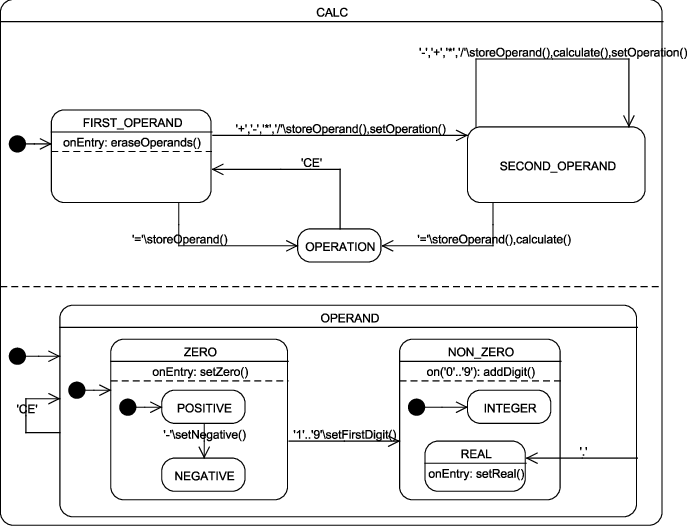 CALC
'-','+','*','/'\storeOperand(),calculate(),setOperation()
FIRST_OPERAND
onEntry: eraseOperands()
'+','-','*','/'\storeOperand(),setOperation()
SECOND_OPERAND
'CE'
'='\storeOperand()
OPERATION
'='\storeOperand(),calculate()
OPERAND
ZERO
onEntry: setZero()
NON_ZERO
on('0'..'9'): addDigit()
'CE'
POSITIVE
INTEGER
'-'\setNegative()
'1'..'9'\setFirstDigit()
REAL
'.'
NEGATIVE
onEntry: setReal()